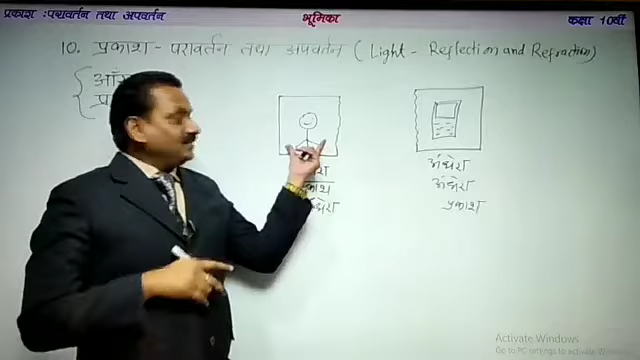 प्रकाश :परावर्तन तथा अपवर्तन
भूमिका
कक्षा 10वी
10. प्रकाश - परावर्तन तथा अपवर्तन (Light - Reflection and Refraction)
अंधेरा
अंधेरा
प्रकाश
Activate Windows
Go to PC settings to activate Windows.